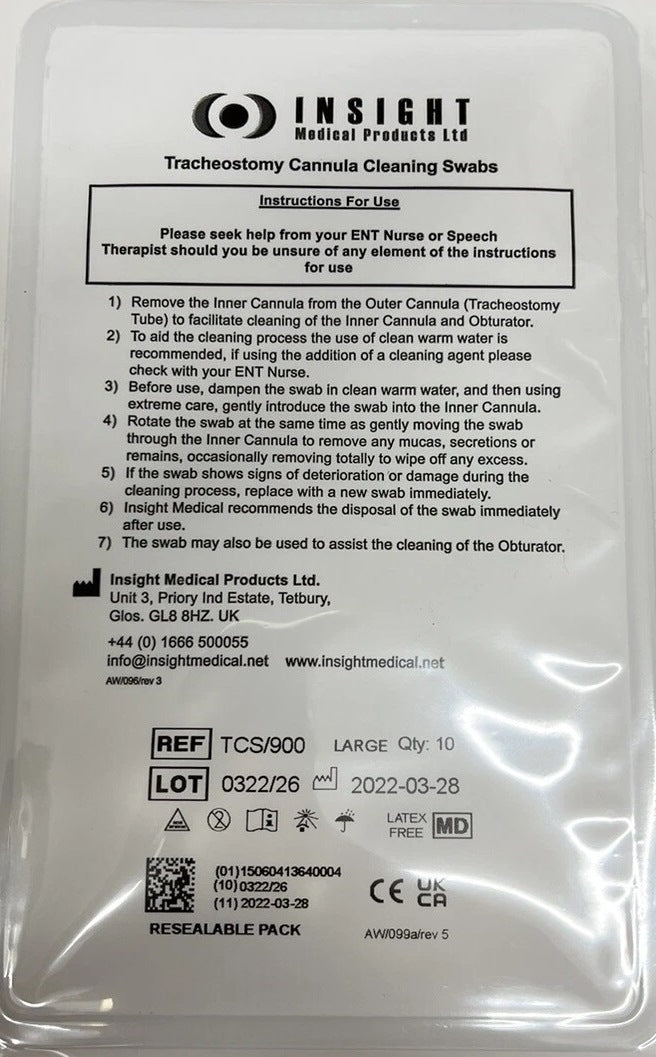 INSIGHT
Medical Products Ltd
Tracheostomy Cannula Cleaning Swabs
Instructions For Use
Please seek help from your ENT Nurse or Speech
Therapist should you be unsure of any element of the instructions
for use
1) Remove the Inner Cannula from the Outer Cannula (Tracheostomy
Tube) to facilitate cleaning of the Inner Cannula and Obturator.
2) To aid the cleaning process the use of clean warm water is
recommended, if using the addition of a cleaning agent please
check with your ENT Nurse.
3) Before use, dampen the swab in clean warm water, and then using
extreme care, gently introduce the swab into the Inner Cannula.
4) Rotate the swab at the same time as gently moving the swab
through the Inner Cannula to remove any mucas, secretions or
remains, occasionally removing totally to wipe off any excess.
5) If the swab shows signs of deterioration or damage during the
cleaning process, replace with a new swab immediately.
6) Insight Medical recommends the disposal of the swab immediately
after use.
7) The swab may also be used to assist the cleaning of the Obturator.
Insight Medical Products Ltd.
Unit 3, Priory Ind Estate, Tetbury,
Glos. GL8 8HZ. UK
+44 (0) 1666 500055
info@insightmedical.net www.insightmedical.net
AW/096/rev 3
REF TCS/900 LARGE Qty: 10
LOT 0322/26 2022-03-28
LATEX
FREE MD
(01)15060413640004
(10)0322/26
(11)2022-03-28
CE UK
CA
RESEALABLE PACK AW/099a/rev 5